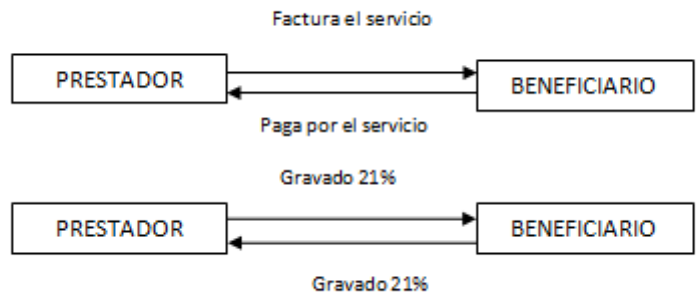 Factura el servicio
PRESTADOR
BENEFICIARIO
Paga por el servicio
Gravado 21%
PRESTADOR
BENEFICIARIO
Gravado 21%